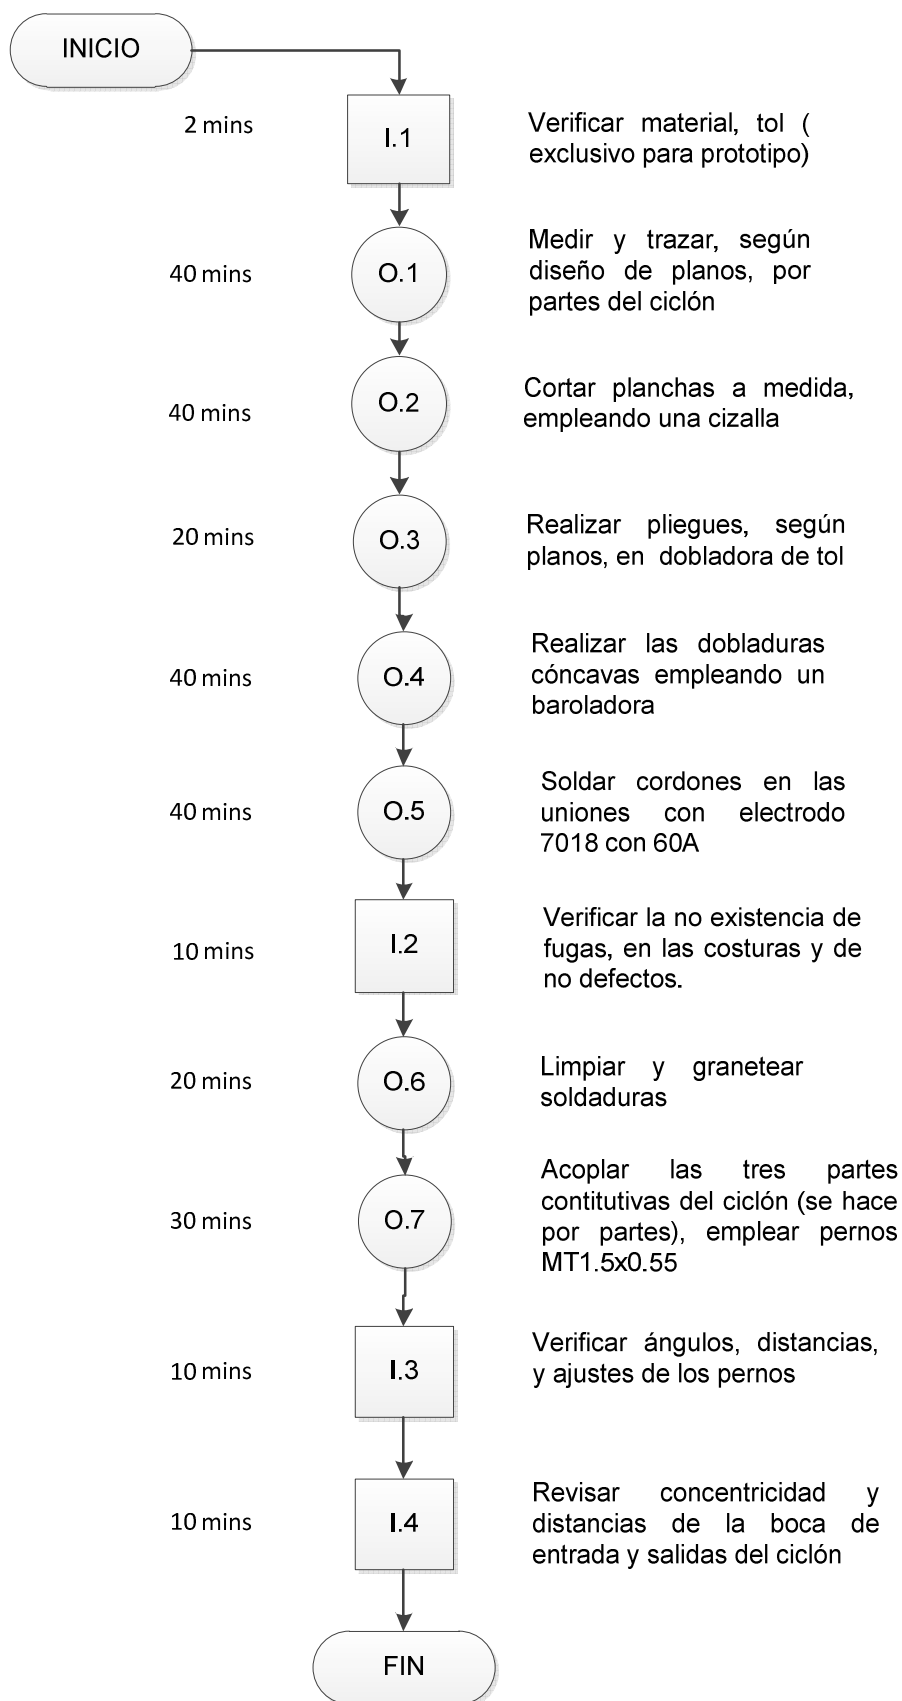 INICIO
2 mins
I.1
Verificar material, tol (
exclusivo para prototipo)
40 mins
O.1
Medir y trazar, según
diseño de planos, por
partes del ciclón
40 mins
O.2
Cortar planchas a medida,
empleando una cizalla
20 mins
O.3
Realizar pliegues, según
planos, en dobladora de tol
40 mins
O.4
Realizar las dobladuras
cóncavas empleando un
baroladora
40 mins
O.5
Soldar cordones en las
uniones con electrodo
7018 con 60A
10 mins
I.2
Verificar la no existencia de
fugas, en las costuras y de
no defectos.
20 mins
O.6
Limpiar y granetear
soldaduras
30 mins
O.7
Acoplar las tres partes
contitutivas del ciclón (se hace
por partes), emplear pernos
MT1.5x0.55
10 mins
I.3
Verificar ángulos, distancias,
y ajustes de los pernos
10 mins
I.4
Revisar concentricidad y
distancias de la boca de
entrada y salidas del ciclón
FIN